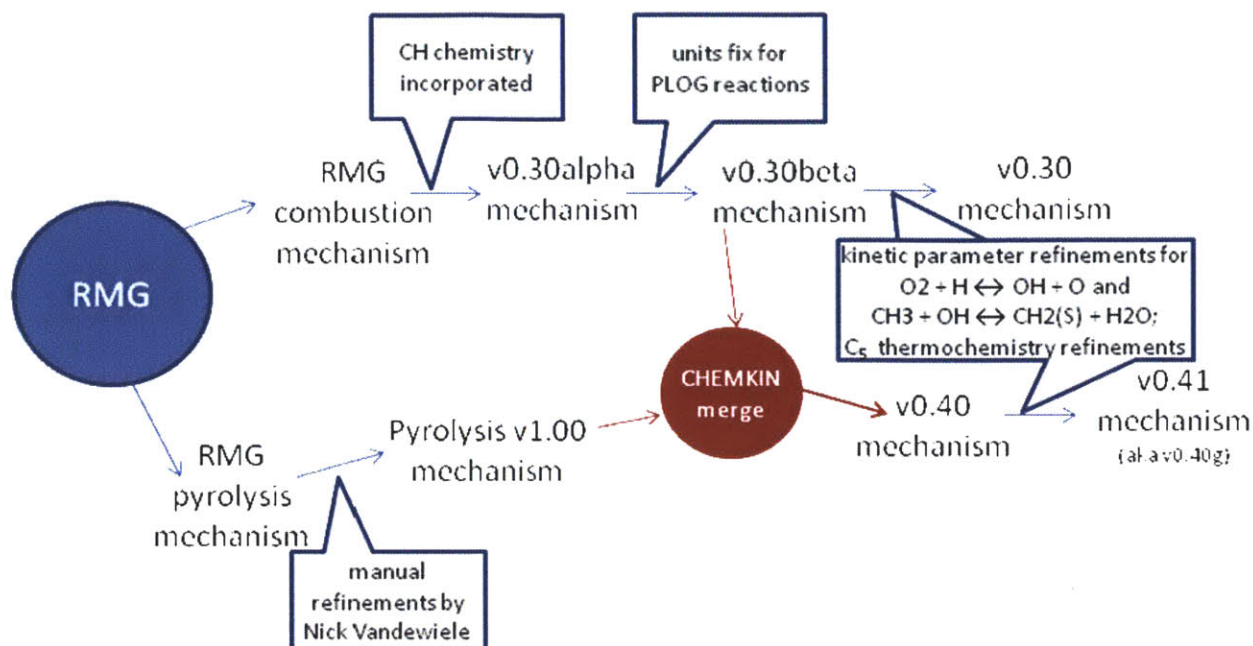 CH chemistry
incorporated
units fix for
PLOG reactions
RMG
combustion
mechanism
v0.30alpha
mechanism
v0.30beta
mechanism
v0.30
mechanism
RMG
kinetic parameter refinements for
O2 + H ↔ OH + O and
CH3 + OH ↔ CH2(S) + H2O;
C5 thermochemistry refinements
CHEMKIN
merge
v0.40
mechanism
v0.41
mechanism
(aka v0.40g)
Pyrolysis v1.00
mechanism
RMG
pyrolysis
mechanism
manual
refinements by
Nick Vandewiele